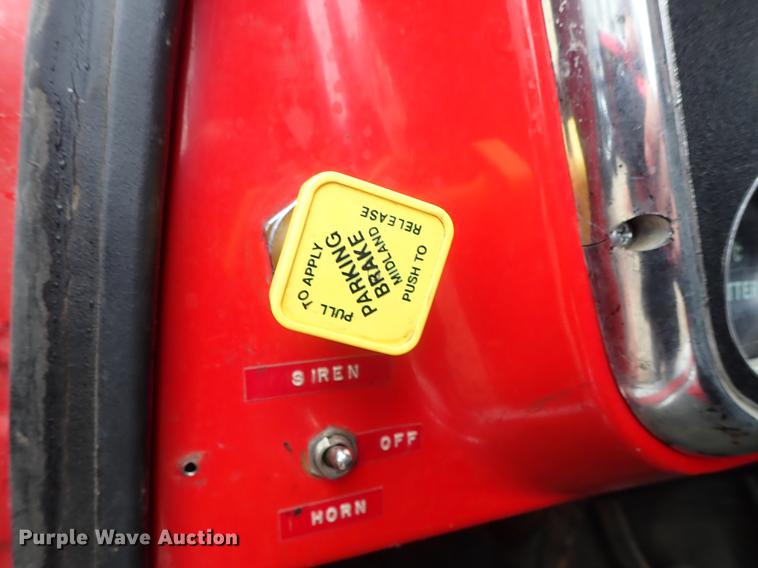 PULL TO APPLY
PARKING
BRAKE
MIDLAND
PUSH TO RELEASE
SIREN
OFF
HORN
Purple Wave Auction